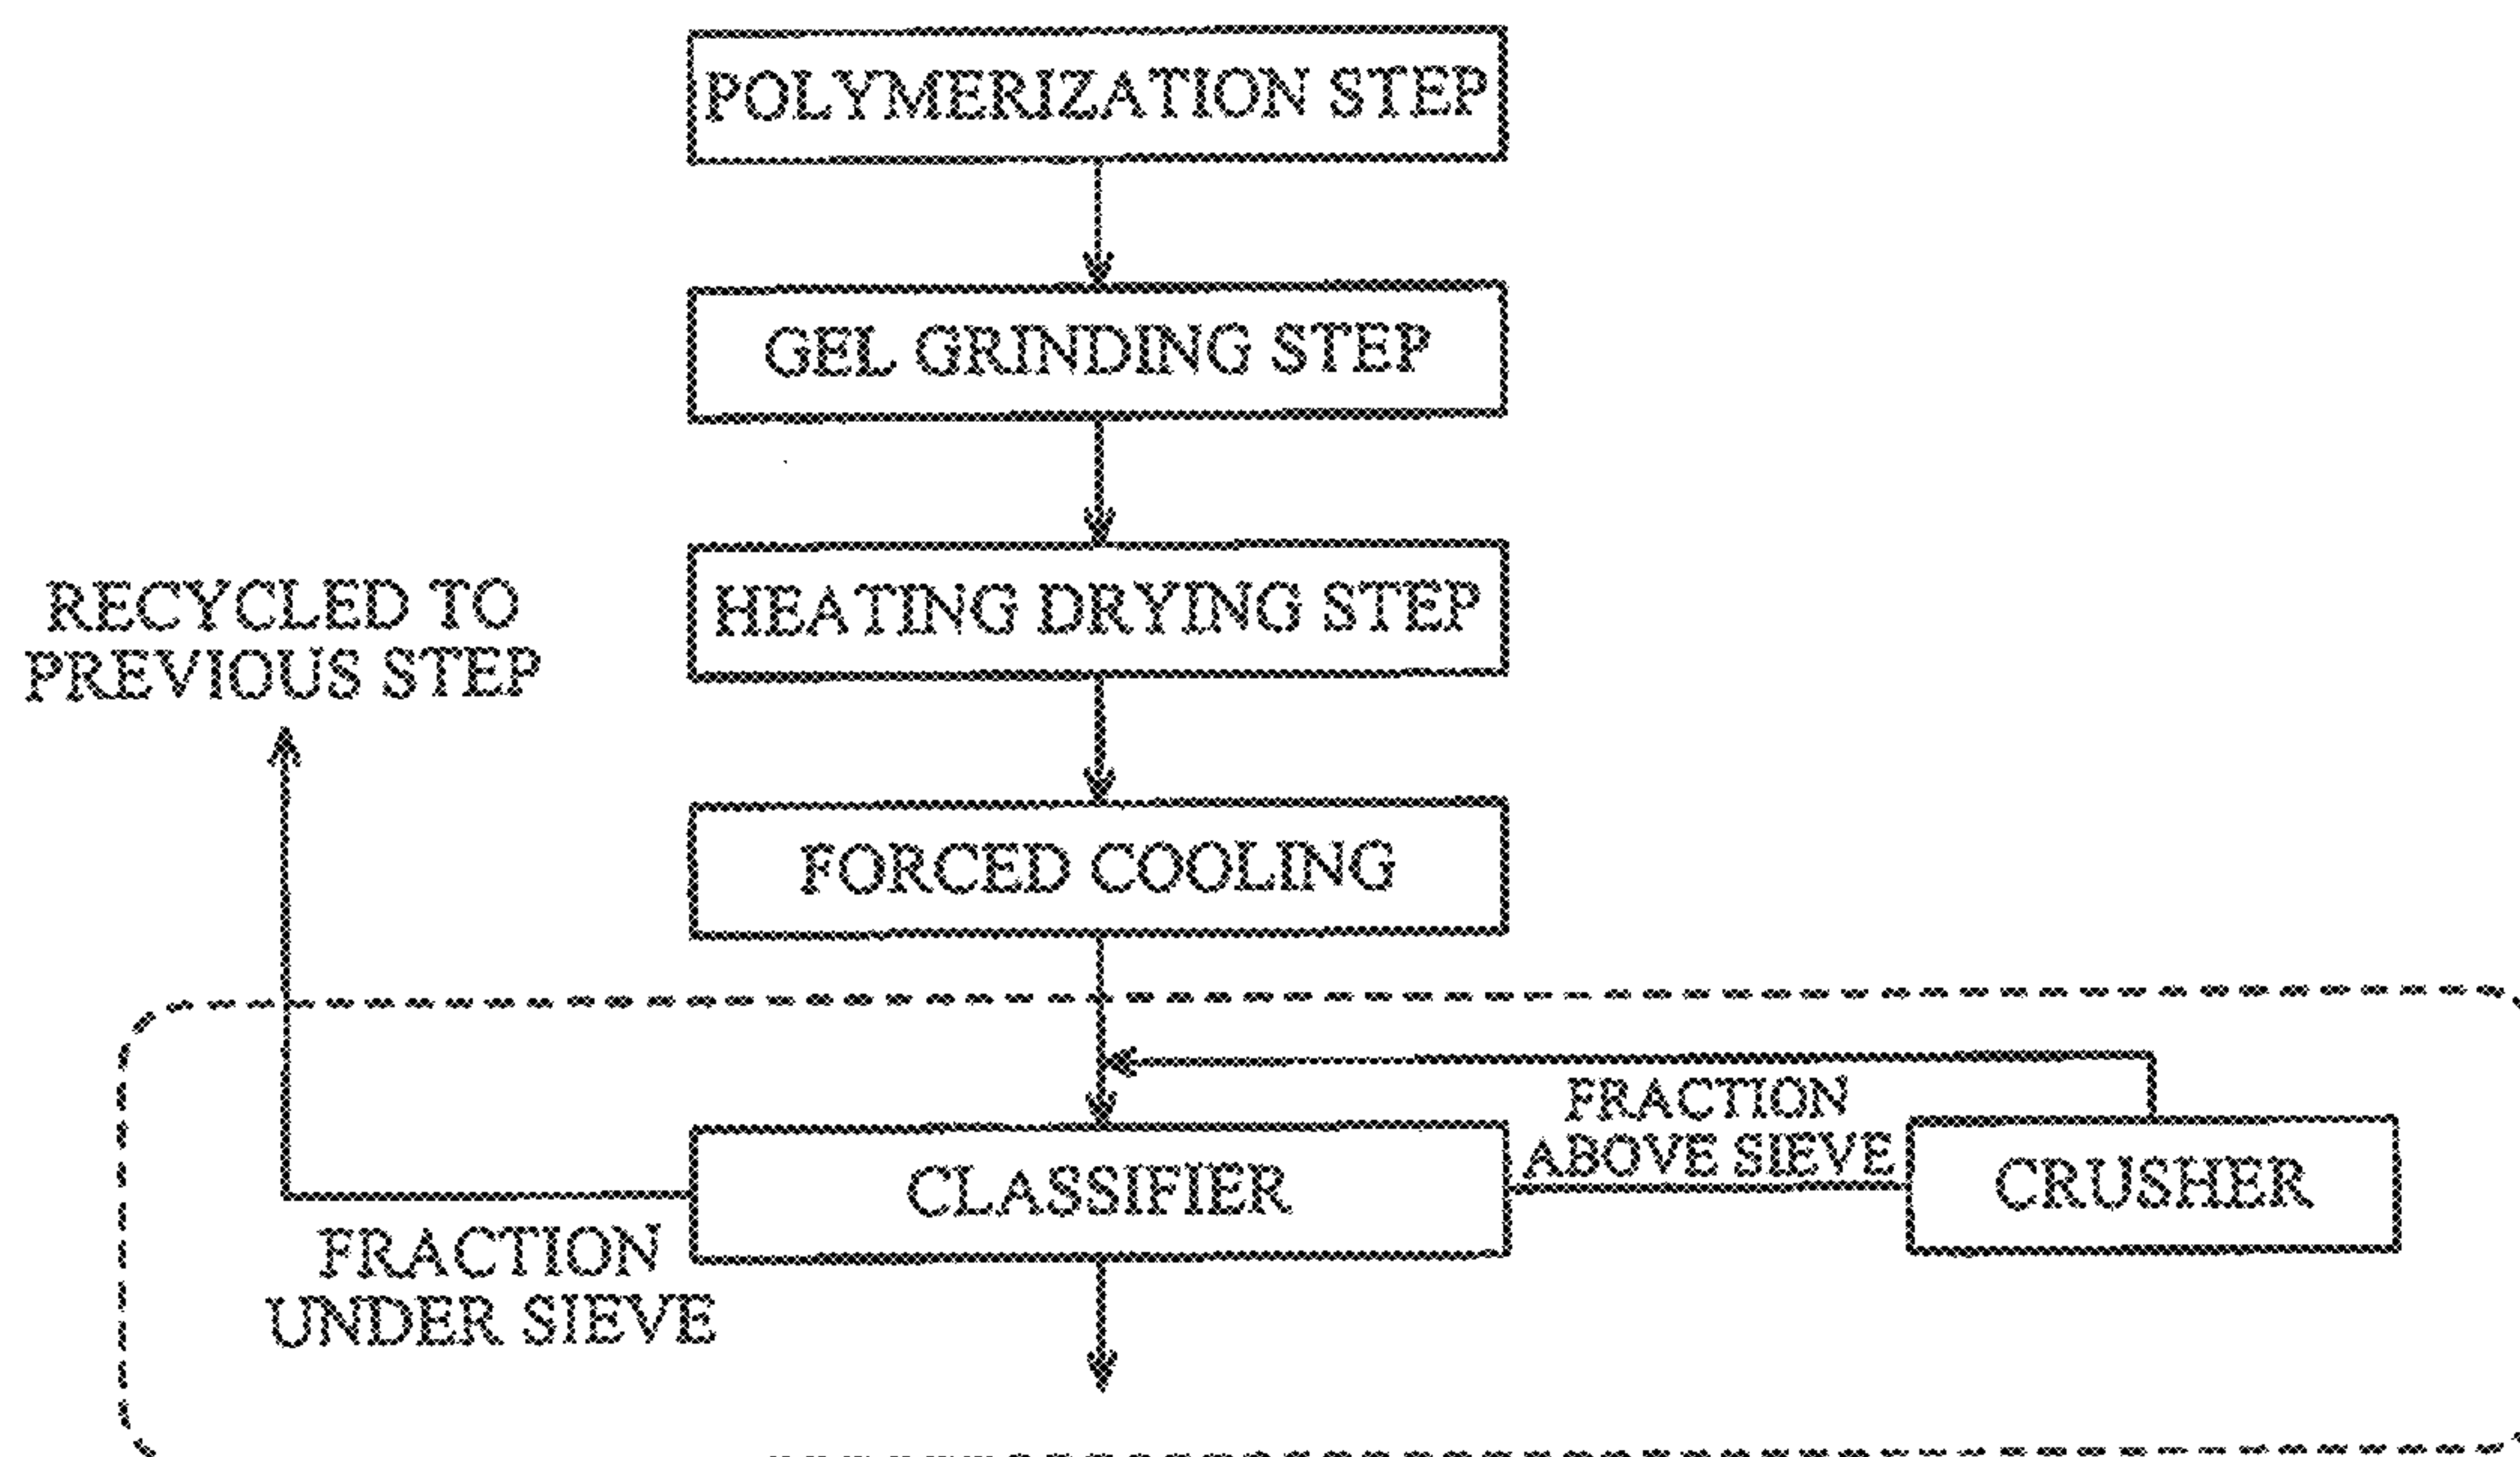 POLYMERIZATION STEP
GEL GRINDING STEP
HEATING DRYING STEP
RECYCLED TO
PREVIOUS STEP
FORCED COOLING
FRACTION
ABOVE SIEVE
CLASSIFIER
CRUSHER
FRACTION
UNDER SIEVE